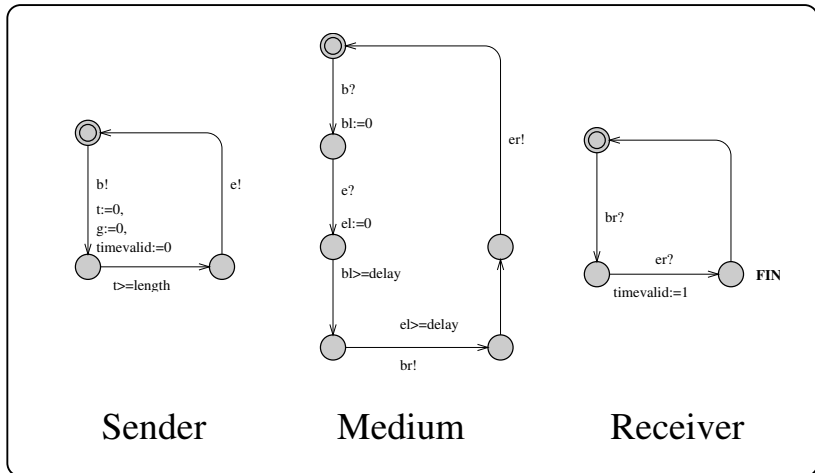 b!
t:=0,
g:=0,
timevalid:=0
e!
t>=length
b?
bl:=0
e?
el:=0
bl>=delay
el>=delay
br!
er!
br?
er?
timevalid:=1
FIN
Sender
Medium
Receiver